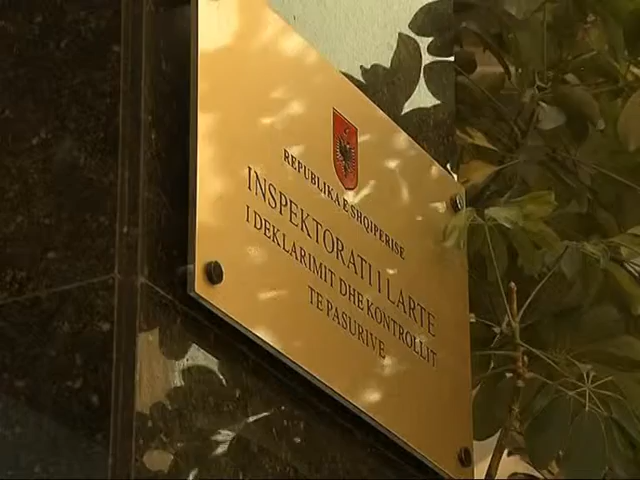 REPUBLIKA E SHQIPERISE
INSPEKTORATI I LARTE
I DEKLARIMIT DHE KONTROLLIT
TE PASURIVE